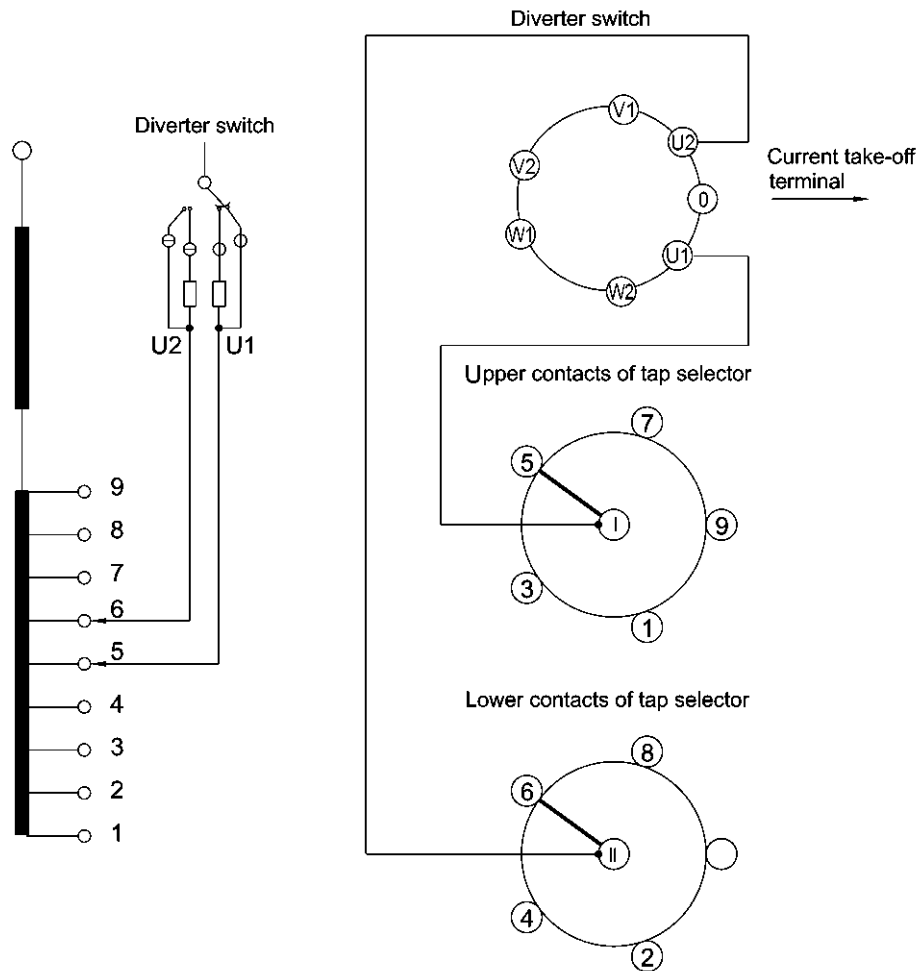 Diverter switch
U2
U1
9
8
7
6
5
4
3
2
1
Diverter switch
V1
U2
V2
0
W1
U1
W2
Current take-off
terminal
Upper contacts of tap selector
7
5
I
9
3
1
Lower contacts of tap selector
8
6
II
4
2